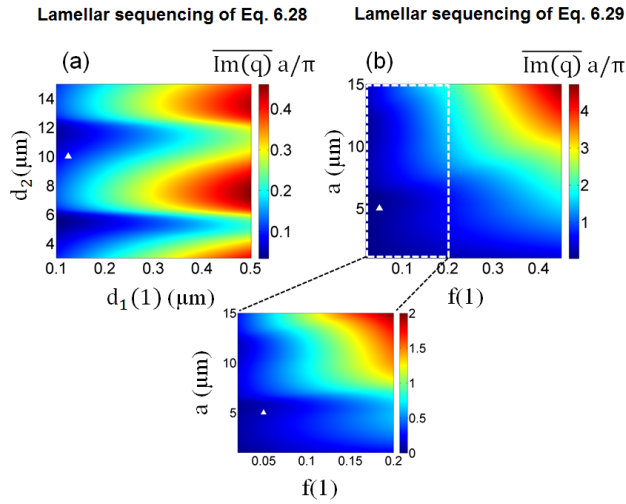 Lamellar sequencing of Eq. 6.28
Lamellar sequencing of Eq. 6.29
(a)
Im(q) a/π
(b)
Im(q) a/π
14
12
10
8
6
4
d₂(μm)
0.1 0.2 0.3 0.4 0.5
d₁(1) (μm)
0.4
0.3
0.2
0.1
15
10
5
a (μm)
0.1 0.2 0.3 0.4
f(1)
4
3
2
1
15
10
5
a (μm)
0.05 0.1 0.15 0.2
f(1)
2
1.5
1
0.5
0